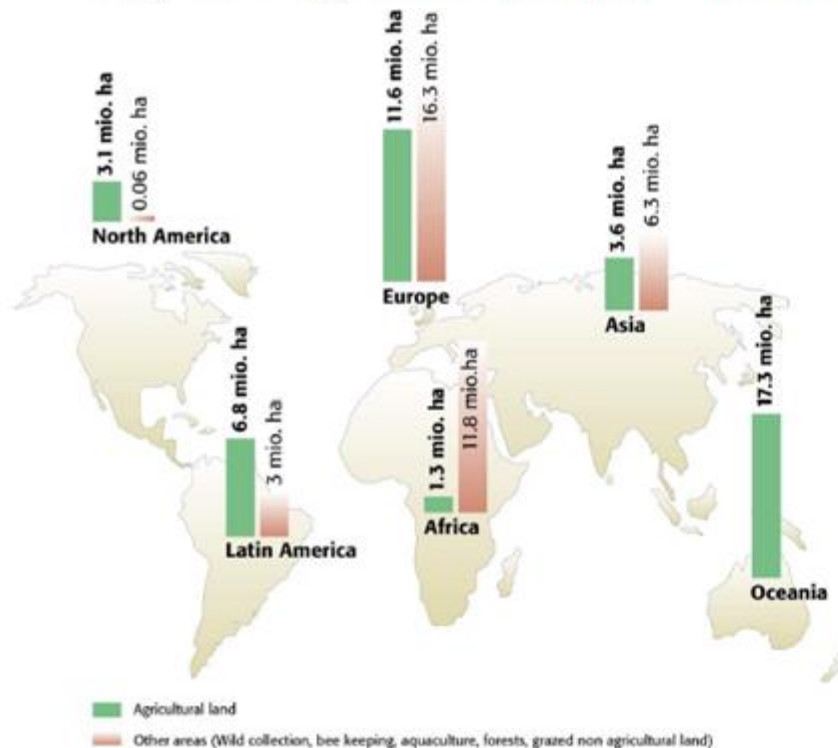 3.1 mio. ha
0.06 mio. ha
North America
11.6 mio. ha
16.3 mio. ha
Europe
3.6 mio. ha
6.3 mio. ha
Asia
17.3 mio. ha
Oceania
6.8 mio. ha
3 mio. ha
Latin America
1.3 mio. ha
11.8 mio.ha
Africa
Agricultural land
Other areas (Wild collection, bee keeping, aquaculture, forests, grazed non agricultural land)